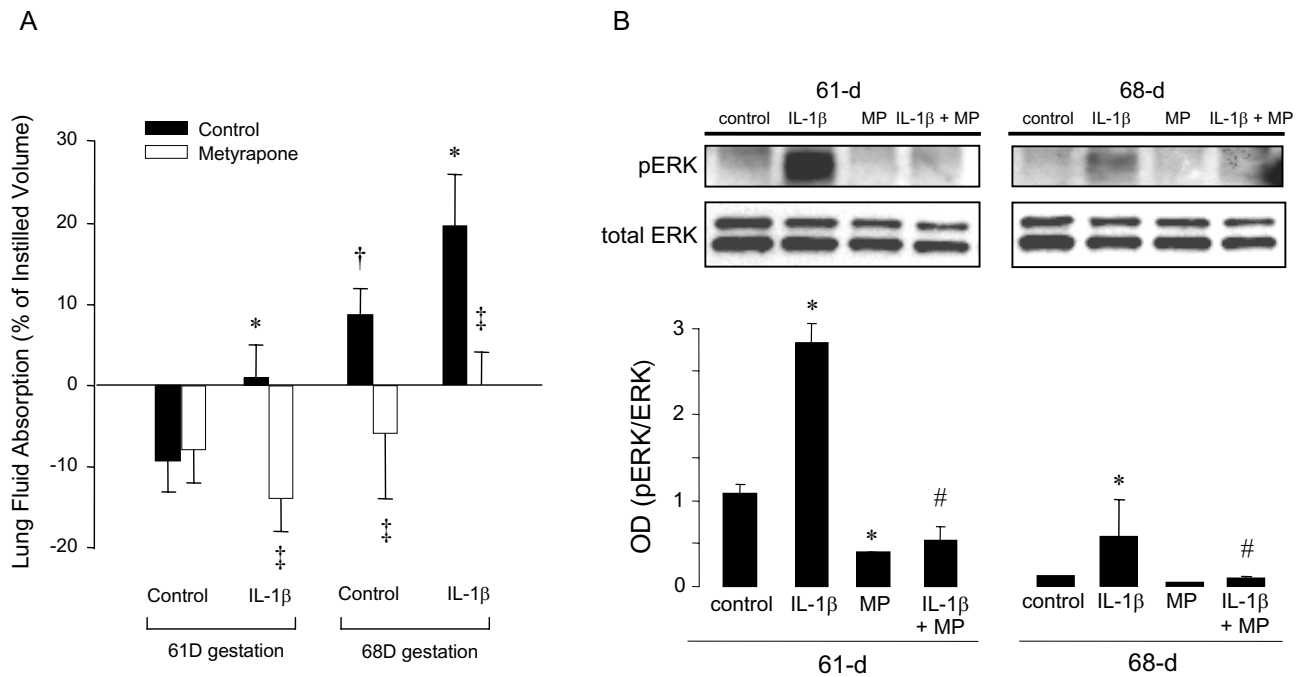 A
Control
Metyrapone
Lung Fluid Absorption (% of Instilled Volume)
30
20
10
0
-10
-20
*
†
*
‡
‡
‡
Control IL-1β Control IL-1β
61D gestation 68D gestation
B
61-d 68-d
control IL-1β MP IL-1β + MP control IL-1β MP IL-1β + MP
pERK
total ERK
OD (pERK/ERK)
3
2
1
0
*
*
#
*
#
control IL-1β MP IL-1β + MP
control IL-1β MP IL-1β + MP
61-d 68-d